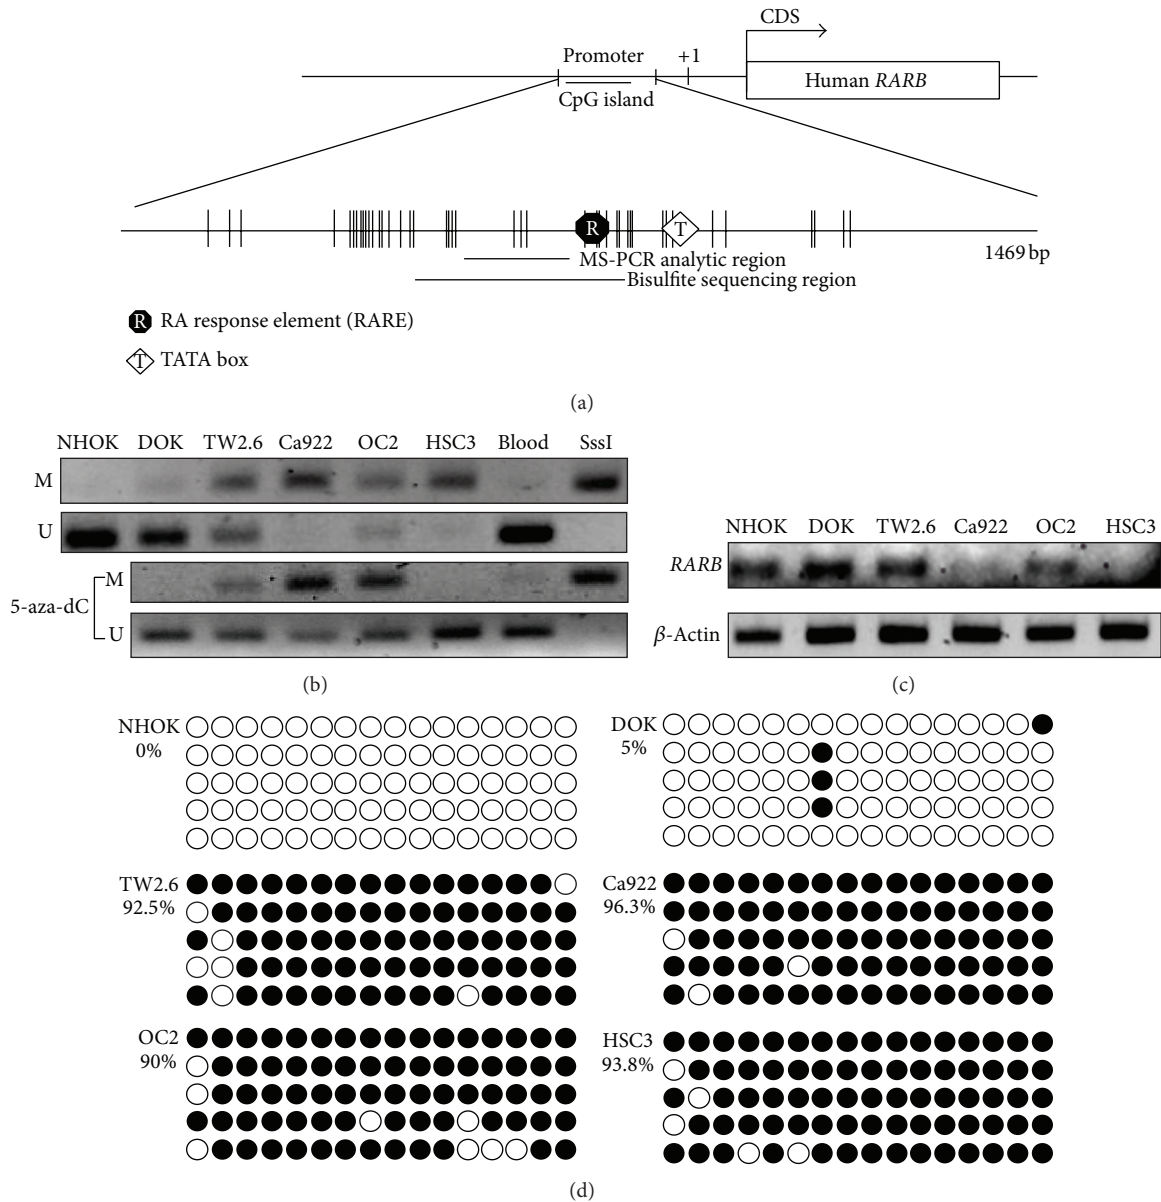 CDS
Promoter
+1
Human RARB
CpG island
R
T
1469 bp
MS-PCR analytic region
Bisulfite sequencing region
R RA response element (RARE)
T TATA box
(a)
NHOK DOK TW2.6 Ca922 OC2 HSC3 Blood SssI
M
U
5-aza-dC
M
U
(b)
NHOK DOK TW2.6 Ca922 OC2 HSC3
RARB
β-Actin
(c)
NHOK
0%
DOK
5%
TW2.6
92.5%
Ca922
96.3%
OC2
90%
HSC3
93.8%
(d)